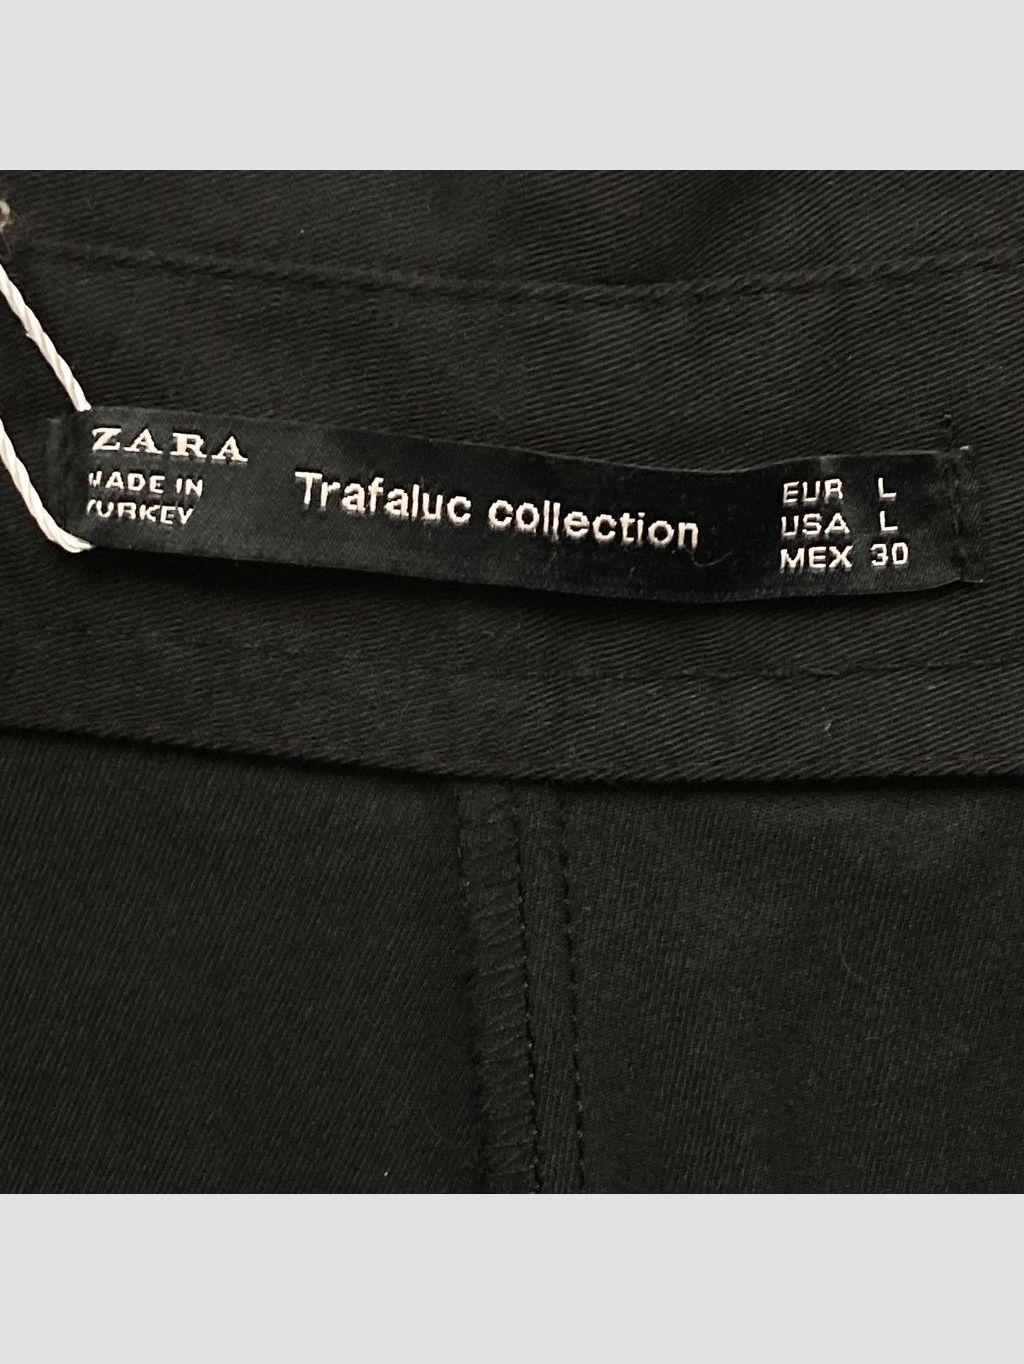 ZARA
MADE IN
TURKEY
Trafaluc collection
EUR L
USA L
MEX 30